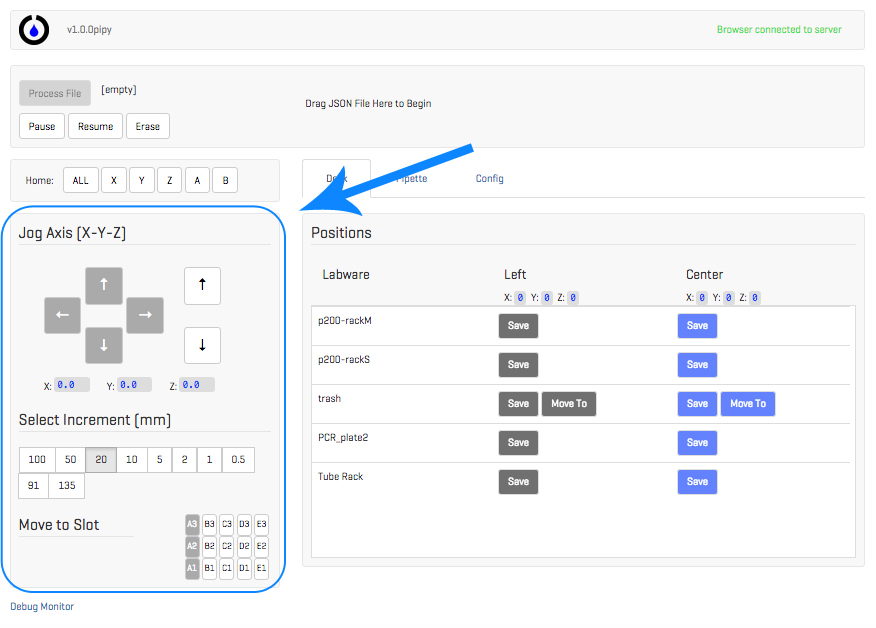 v1.0.0pipy
Browser connected to server
Process File [empty]
Drag JSON File Here to Begin
Pause Resume Erase
Home: ALL X Y Z A B
Config
Jog Axis (X-Y-Z)
↑ ↑
← →
↓ ↓
X: 0.0 Y: 0.0 Z: 0.0
Select Increment (mm)
100 50 20 10 5 2 1 0.5
91 135
Move to Slot
A3 B3 C3 D3 E3
A2 B2 C2 D2 E2
A1 B1 C1 D1 E1
Positions
Labware Left Center
X: 0 Y: 0 Z: 0 X: 0 Y: 0 Z: 0
p200-rackM Save Save
p200-rackS Save Save
trash Save Move To Save Move To
PCR_plate2 Save Save
Tube Rack Save Save
Debug Monitor